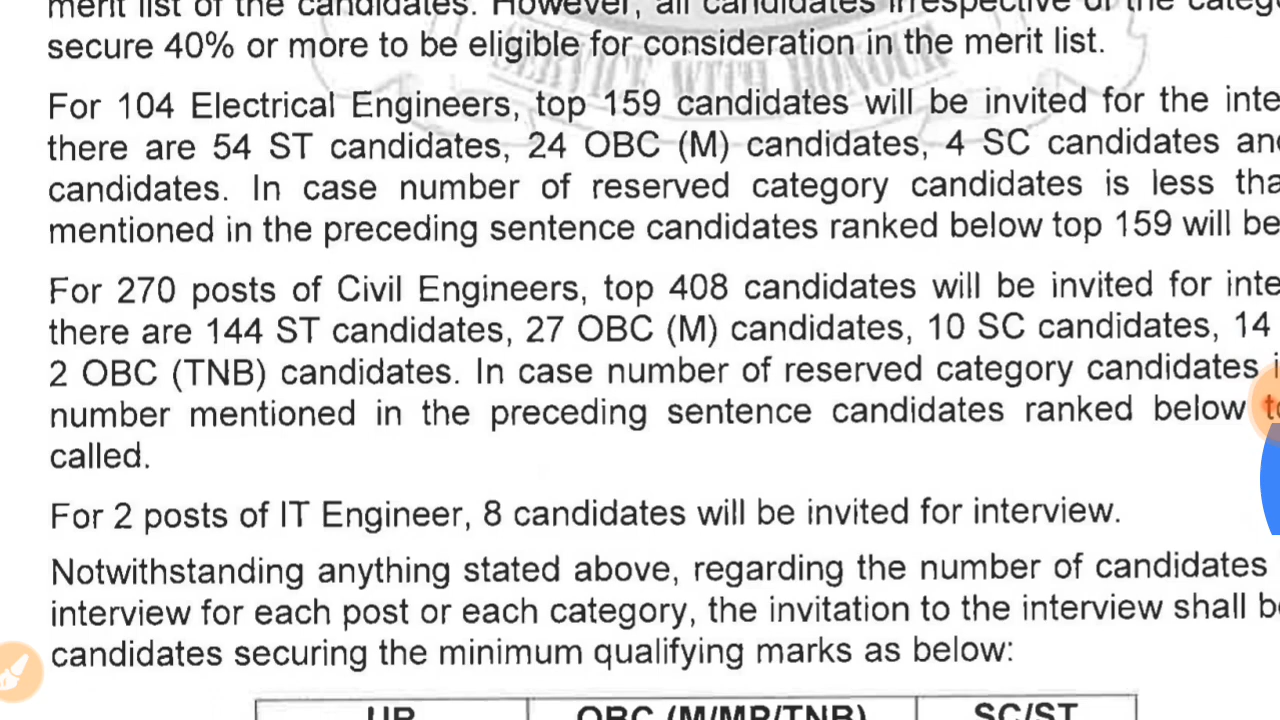 merit list of the candidates. However, all candidates irrespective of the
secure 40% or more to be eligible for consideration in the merit list.
For 104 Electrical Engineers, top 159 candidates will be invited for the inte
there are 54 ST candidates, 24 OBC (M) candidates, 4 SC candidates an
candidates. In case number of reserved category candidates is less tha
mentioned in the preceding sentence candidates ranked below top 159 will be
For 270 posts of Civil Engineers, top 408 candidates will be invited for inte
there are 144 ST candidates, 27 OBC (M) candidates, 10 SC candidates, 14
2 OBC (TNB) candidates. In case number of reserved category candidates i
number mentioned in the preceding sentence candidates ranked below to
called.
For 2 posts of IT Engineer, 8 candidates will be invited for interview.
Notwithstanding anything stated above, regarding the number of candidates
interview for each post or each category, the invitation to the interview shall b
candidates securing the minimum qualifying marks as below:
UR OBC (M/MP/TNB) SC/ST